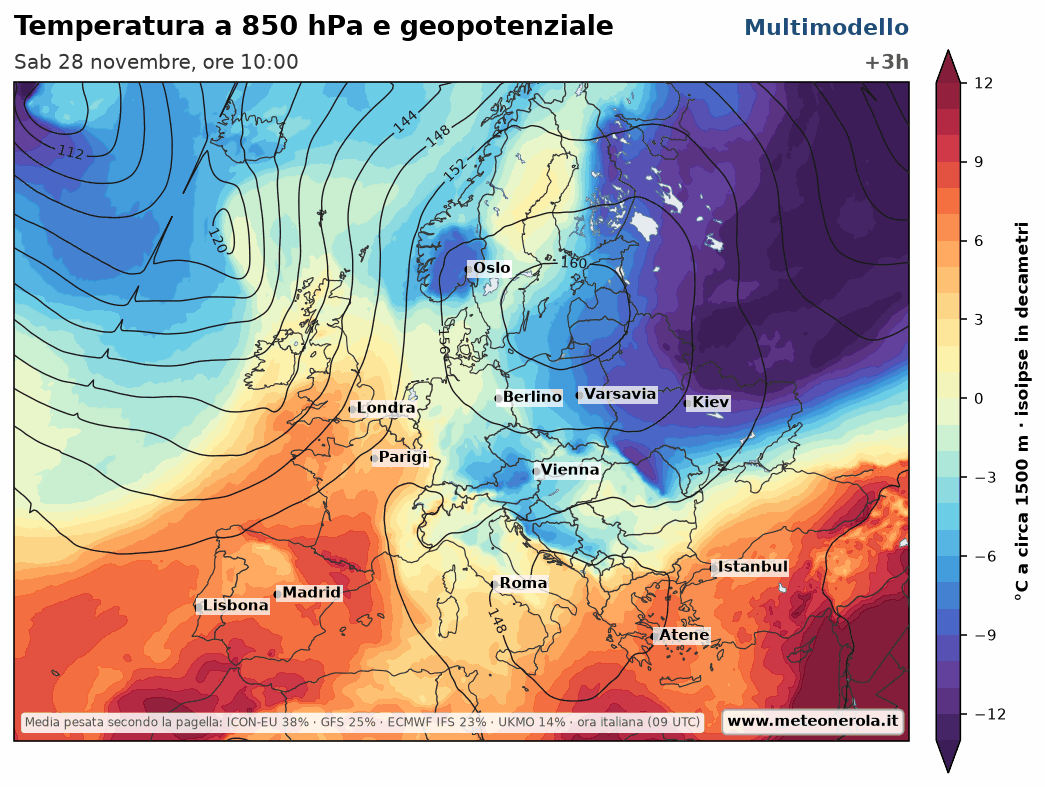 Temperatura a 850 hPa e geopotenziale
Multimodello
Sab 28 novembre, ore 10:00
+3h
112
144
148
152
120
160
156
148
Oslo
Berlino
Varsavia
Kiev
Londra
Parigi
Vienna
Istanbul
Roma
Madrid
Lisbona
Atene
Media pesata secondo la pagella: ICON-EU 38% · GFS 25% · ECMWF IFS 23% · UKMO 14% · ora italiana (09 UTC)
www.meteonerola.it
12
9
6
3
0
−3
−6
−9
−12
°C a circa 1500 m · isoipse in decametri